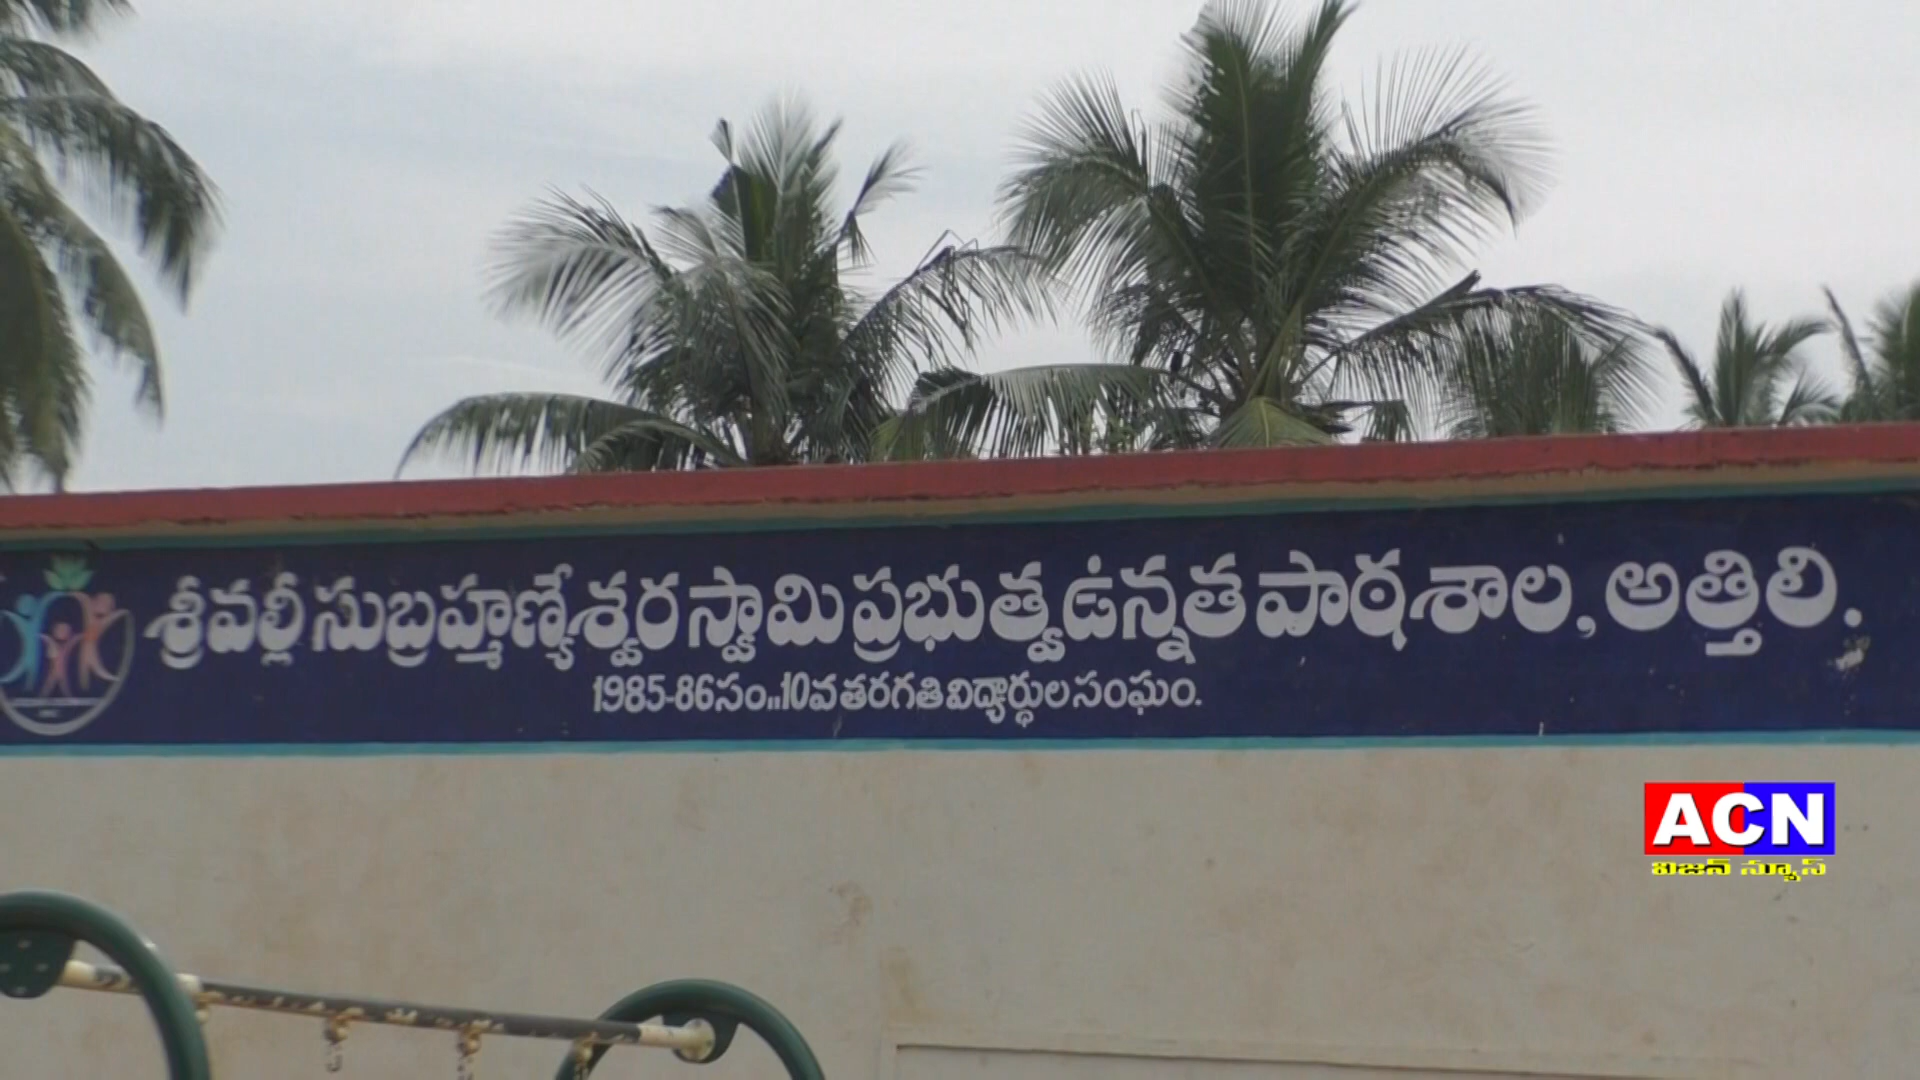 శ్రీవల్లీ సుబ్రహ్మణ్యేశ్వర స్వామి ప్రభుత్వ ఉన్నత పాఠశాల, అత్తిలి.
1985-86సం..10వ తరగతి విద్యార్థుల సంఘం.
ACN
విజన్ న్యూస్